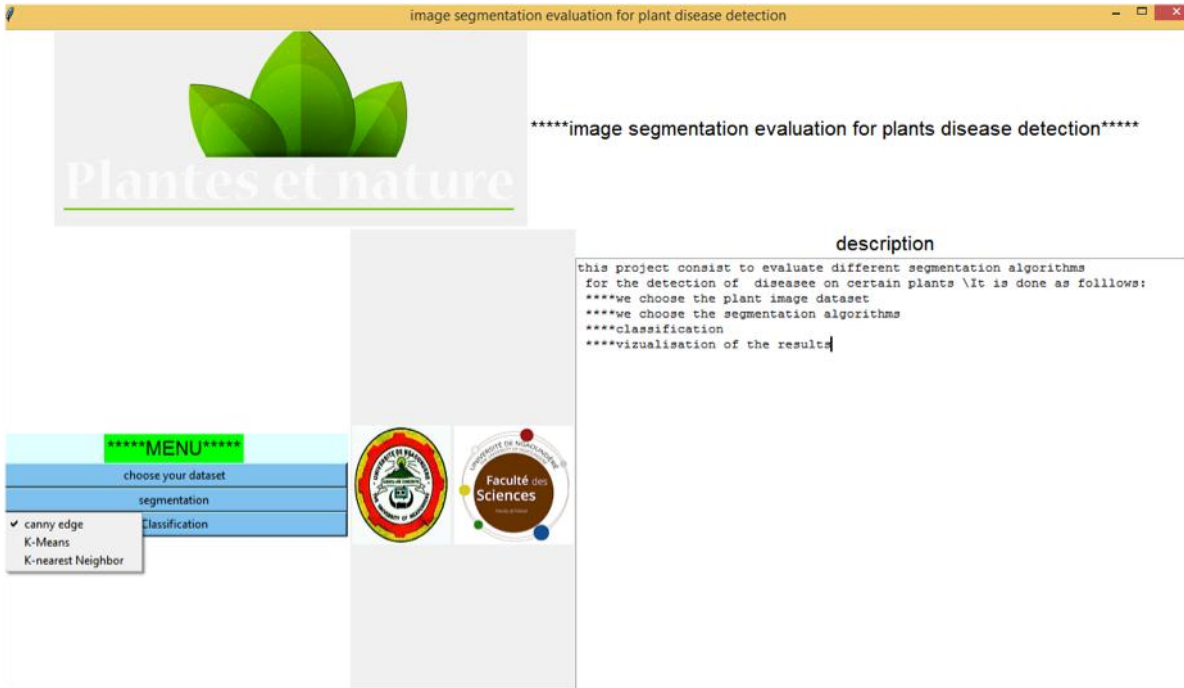 image segmentation evaluation for plant disease detection
Plantes et nature
*****image segmentation evaluation for plants disease detection*****
description
this project consist to evaluate different segmentation algorithms
for the detection of diseasee on certain plants \It is done as folllows:
****we choose the plant image dataset
****we choose the segmentation algorithms
****classification
****vizualisation of the results
*****MENU*****
choose your dataset
segmentation
Classification
canny edge
K-Means
K-nearest Neighbor
UNIVERSITÉ DE NGAOUNDÉRÉ
Faculté des
Sciences